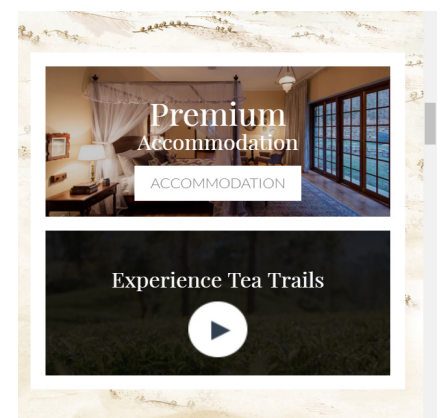 Premium
Accommodation
ACCOMMODATION
Experience Tea Trails